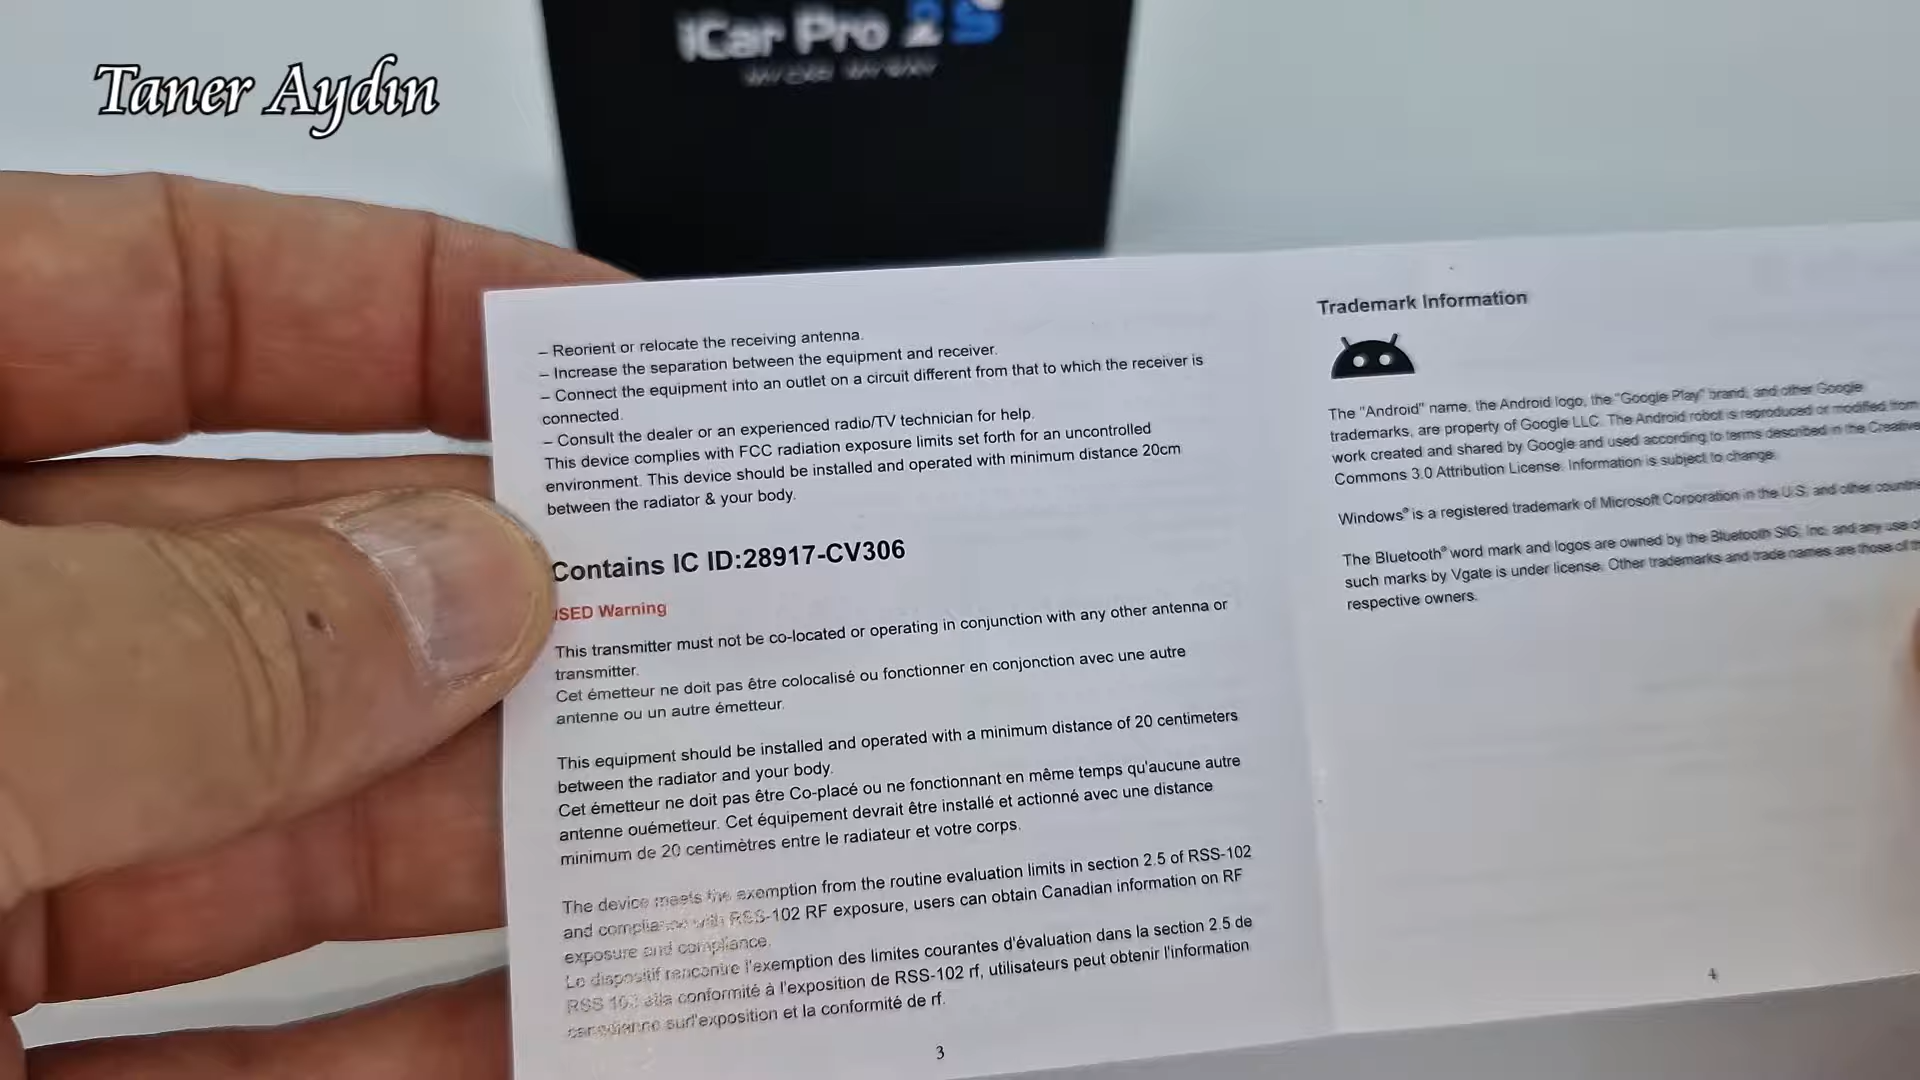 iCar Pro 2S
Taner Aydın
– Reorient or relocate the receiving antenna.
– Increase the separation between the equipment and receiver.
– Connect the equipment into an outlet on a circuit different from that to which the receiver is
connected.
– Consult the dealer or an experienced radio/TV technician for help.
This device complies with FCC radiation exposure limits set forth for an uncontrolled
environment. This device should be installed and operated with minimum distance 20cm
between the radiator & your body.
Contains IC ID:28917-CV306
ISED Warning
This transmitter must not be co-located or operating in conjunction with any other antenna or
transmitter.
Cet émetteur ne doit pas être colocalisé ou fonctionner en conjonction avec une autre
antenne ou un autre émetteur.
This equipment should be installed and operated with a minimum distance of 20 centimeters
between the radiator and your body.
Cet émetteur ne doit pas être Co-placé ou ne fonctionnant en même temps qu'aucune autre
antenne ouémetteur. Cet équipement devrait être installé et actionné avec une distance
minimum de 20 centimètres entre le radiateur et votre corps.
The device meets the exemption from the routine evaluation limits in section 2.5 of RSS-102
and compliance with RSS-102 RF exposure, users can obtain Canadian information on RF
exposure and compliance.
Le dispositif rencontre l'exemption des limites courantes d'évaluation dans la section 2.5 de
RSS 102 la conformité à l'exposition de RSS-102 rf, utilisateurs peut obtenir l'information
canadienne surl'exposition et la conformité de rf.
3
Trademark Information
The "Android" name, the Android logo, the "Google Play" brand, and other Google
trademarks, are property of Google LLC. The Android robot is reproduced or modified from
work created and shared by Google and used according to terms described in the Creative
Commons 3.0 Attribution License. Information is subject to change.
Windows® is a registered trademark of Microsoft Corporation in the U.S. and other
The Bluetooth® word mark and logos are owned by the Bluetooth SIG, Inc. and any use of
such marks by Vgate is under license. Other trademarks and trade names are those of
respective owners.
4